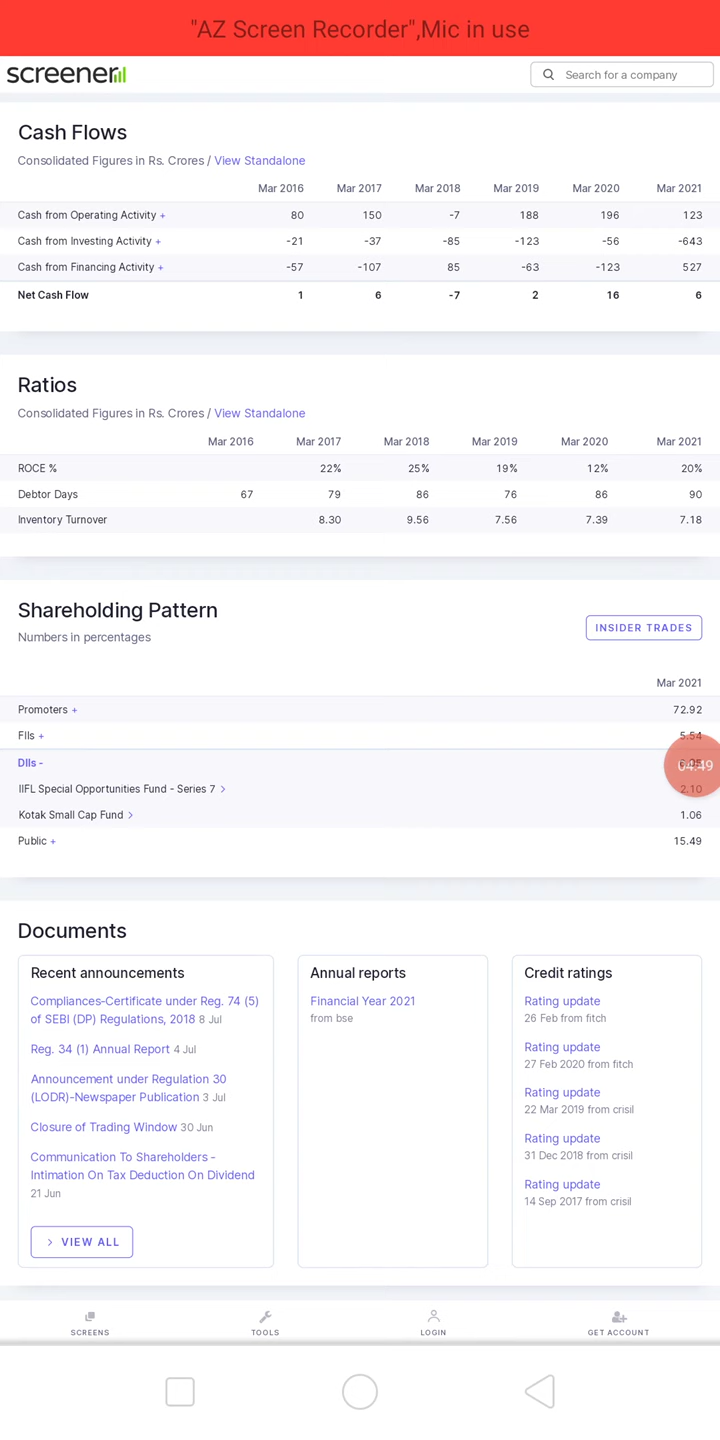 "AZ Screen Recorder",Mic in use
screener
Search for a company
Cash Flows
Consolidated Figures in Rs. Crores / View Standalone
Mar 2016 Mar 2017 Mar 2018 Mar 2019 Mar 2020 Mar 2021
Cash from Operating Activity + 80 150 -7 188 196 123
Cash from Investing Activity + -21 -37 -85 -123 -56 -643
Cash from Financing Activity + -57 -107 85 -63 -123 527
Net Cash Flow 1 6 -7 2 16 6
Ratios
Consolidated Figures in Rs. Crores / View Standalone
Mar 2016 Mar 2017 Mar 2018 Mar 2019 Mar 2020 Mar 2021
ROCE % 22% 25% 19% 12% 20%
Debtor Days 67 79 86 76 86 90
Inventory Turnover 8.30 9.56 7.56 7.39 7.18
Shareholding Pattern
Numbers in percentages
INSIDER TRADES
Mar 2021
Promoters + 72.92
FIIs + 5.54
DIIs -
04:49
IIFL Special Opportunities Fund - Series 7 > 2.10
Kotak Small Cap Fund > 1.06
Public + 15.49
Documents
Recent announcements
Compliances-Certificate under Reg. 74 (5)
of SEBI (DP) Regulations, 2018 8 Jul
Reg. 34 (1) Annual Report 4 Jul
Announcement under Regulation 30
(LODR)-Newspaper Publication 3 Jul
Closure of Trading Window 30 Jun
Communication To Shareholders -
Intimation On Tax Deduction On Dividend
21 Jun
> VIEW ALL
Annual reports
Financial Year 2021
from bse
Credit ratings
Rating update
26 Feb from fitch
Rating update
27 Feb 2020 from fitch
Rating update
22 Mar 2019 from crisil
Rating update
31 Dec 2018 from crisil
Rating update
14 Sep 2017 from crisil
SCREENS TOOLS LOGIN GET ACCOUNT